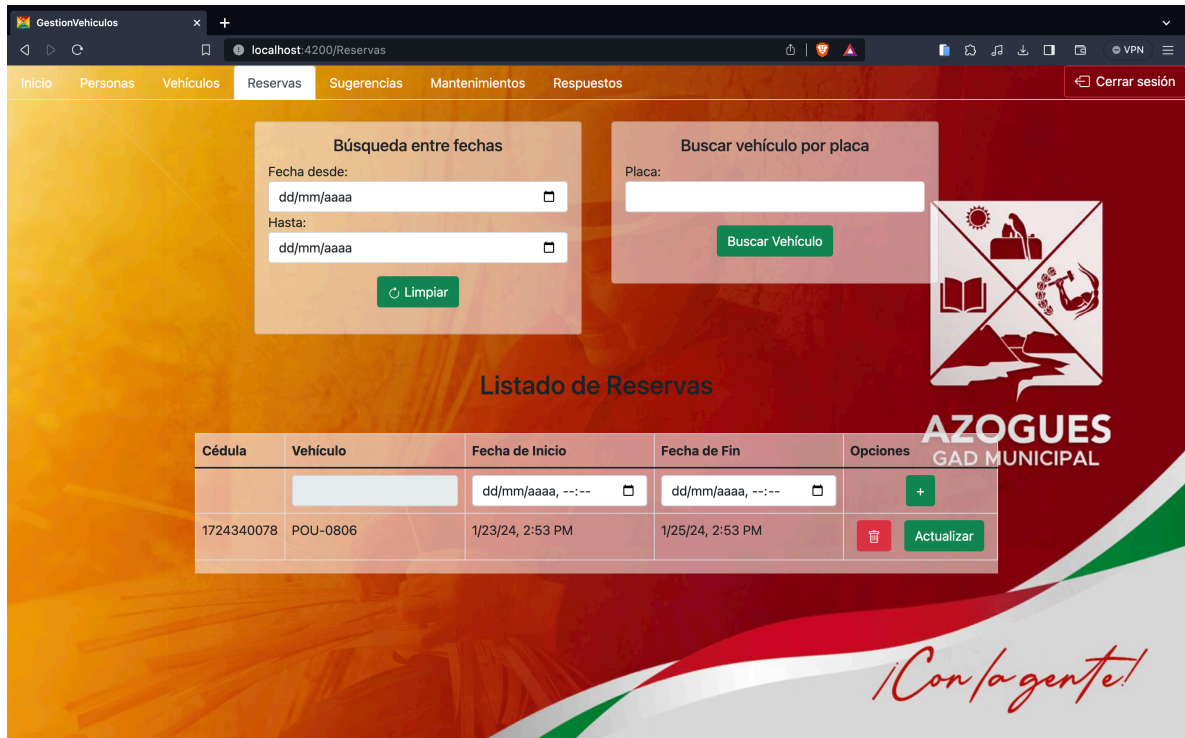 GestionVehiculos
localhost:4200/Reservas
VPN
Inicio Personas Vehículos Reservas Sugerencias Mantenimientos Respuestos Cerrar sesión
Búsqueda entre fechas
Fecha desde:
dd/mm/aaaa
Hasta:
dd/mm/aaaa
Limpiar
Buscar vehículo por placa
Placa:
Buscar Vehículo
Listado de Reservas
AZOGUES
GAD MUNICIPAL
Cédula Vehículo Fecha de Inicio Fecha de Fin Opciones
dd/mm/aaaa, --:-- dd/mm/aaaa, --:-- +
1724340078 POU-0806 1/23/24, 2:53 PM 1/25/24, 2:53 PM Actualizar
¡Con la gente!